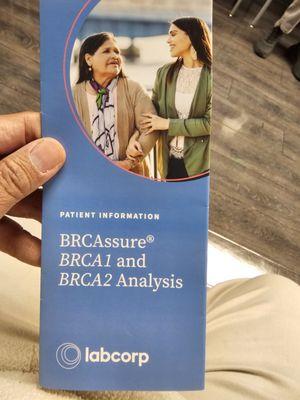 PATIENT INFORMATION
BRCAssure®
BRCA1 and
BRCA2 Analysis
labcorp